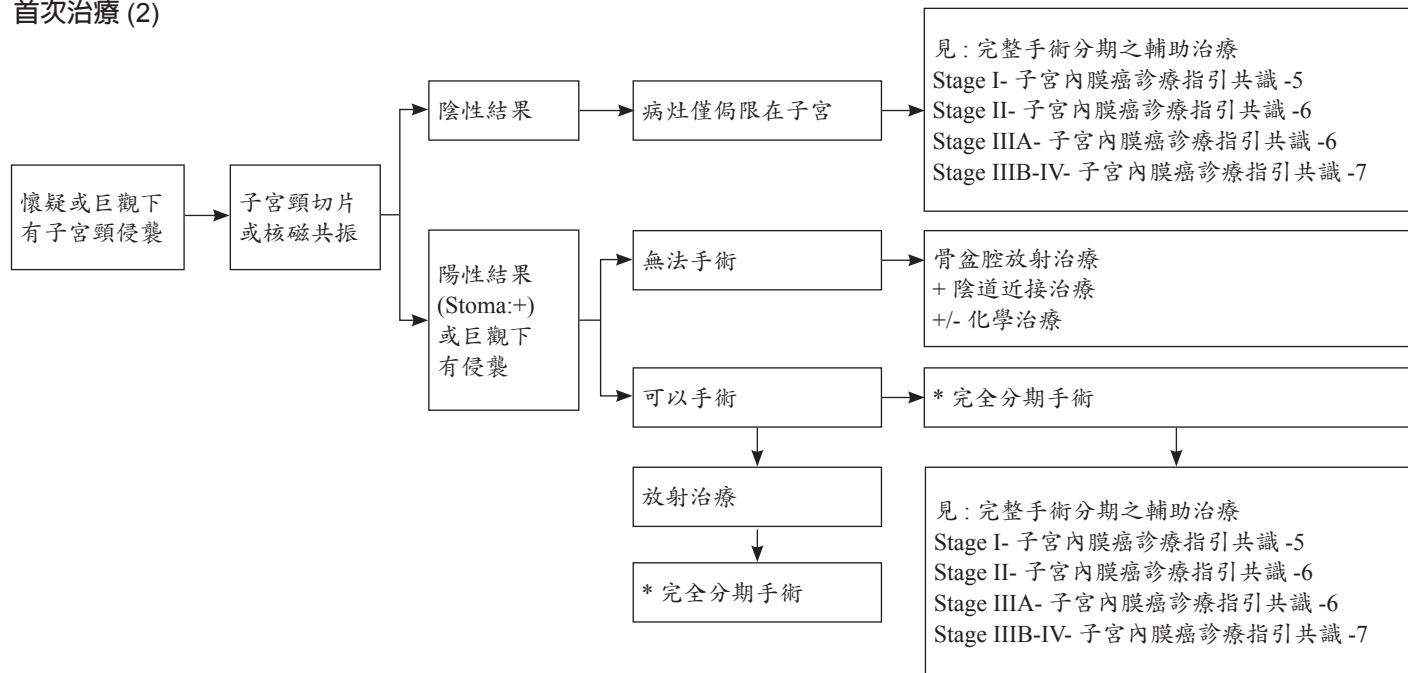 首次治療 (2)
懷疑或巨觀下
有子宮頸侵襲
子宮頸切片
或核磁共振
陰性結果
病灶僅侷限在子宮
見 : 完整手術分期之輔助治療
Stage I- 子宮內膜癌診療指引共識 -5
Stage II- 子宮內膜癌診療指引共識 -6
Stage IIIA- 子宮內膜癌診療指引共識 -6
Stage IIIB-IV- 子宮內膜癌診療指引共識 -7
陽性結果
(Stoma:+)
或巨觀下
有侵襲
無法手術
骨盆腔放射治療
+ 陰道近接治療
+/- 化學治療
可以手術
* 完全分期手術
放射治療
* 完全分期手術
見 : 完整手術分期之輔助治療
Stage I- 子宮內膜癌診療指引共識 -5
Stage II- 子宮內膜癌診療指引共識 -6
Stage IIIA- 子宮內膜癌診療指引共識 -6
Stage IIIB-IV- 子宮內膜癌診療指引共識 -7